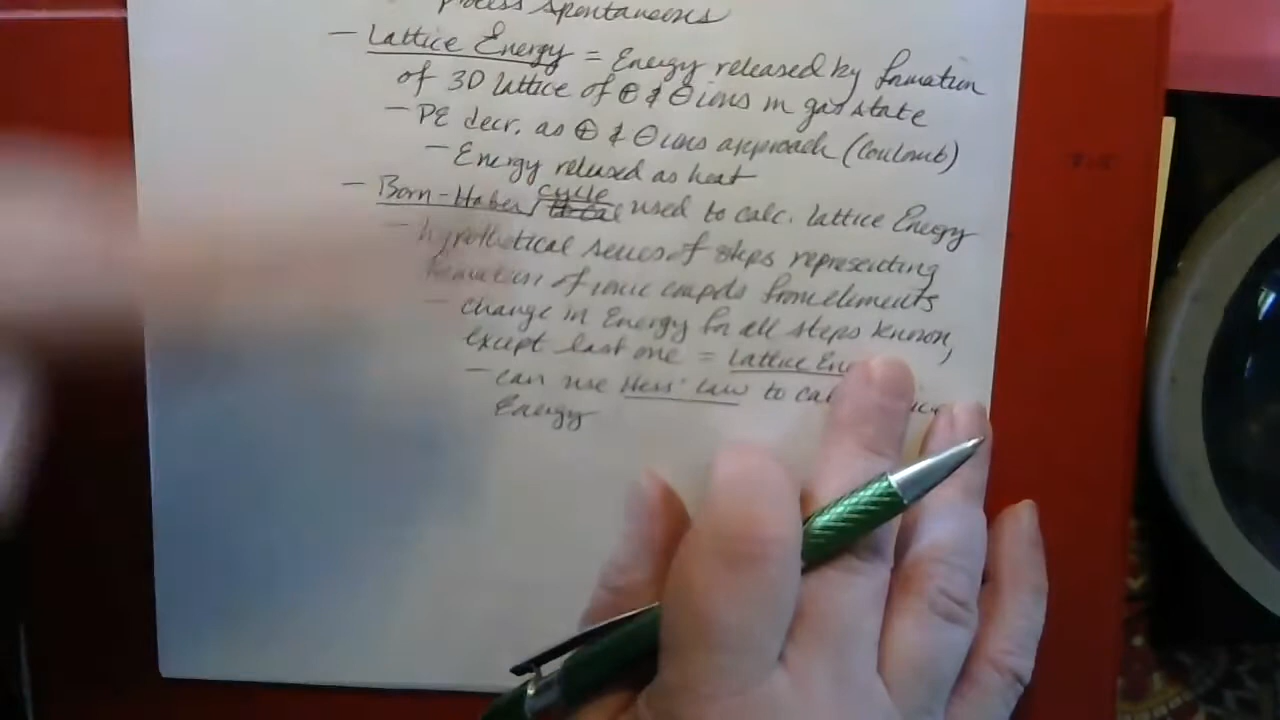 Process Spontaneous
— Lattice Energy = Energy released by formation
of 3D lattice of ⊕ & ⊖ ions in gas state
— PE decr. as ⊕ & ⊖ ions approach (Coulomb)
— Energy released as heat
— Born-Haber cycle used to calc. lattice Energy
— hypothetical series of steps representing
formation of ionic cmpds from elements
— change in Energy for all steps known,
except last one = Lattice
— can use Hess' Law to
Energy